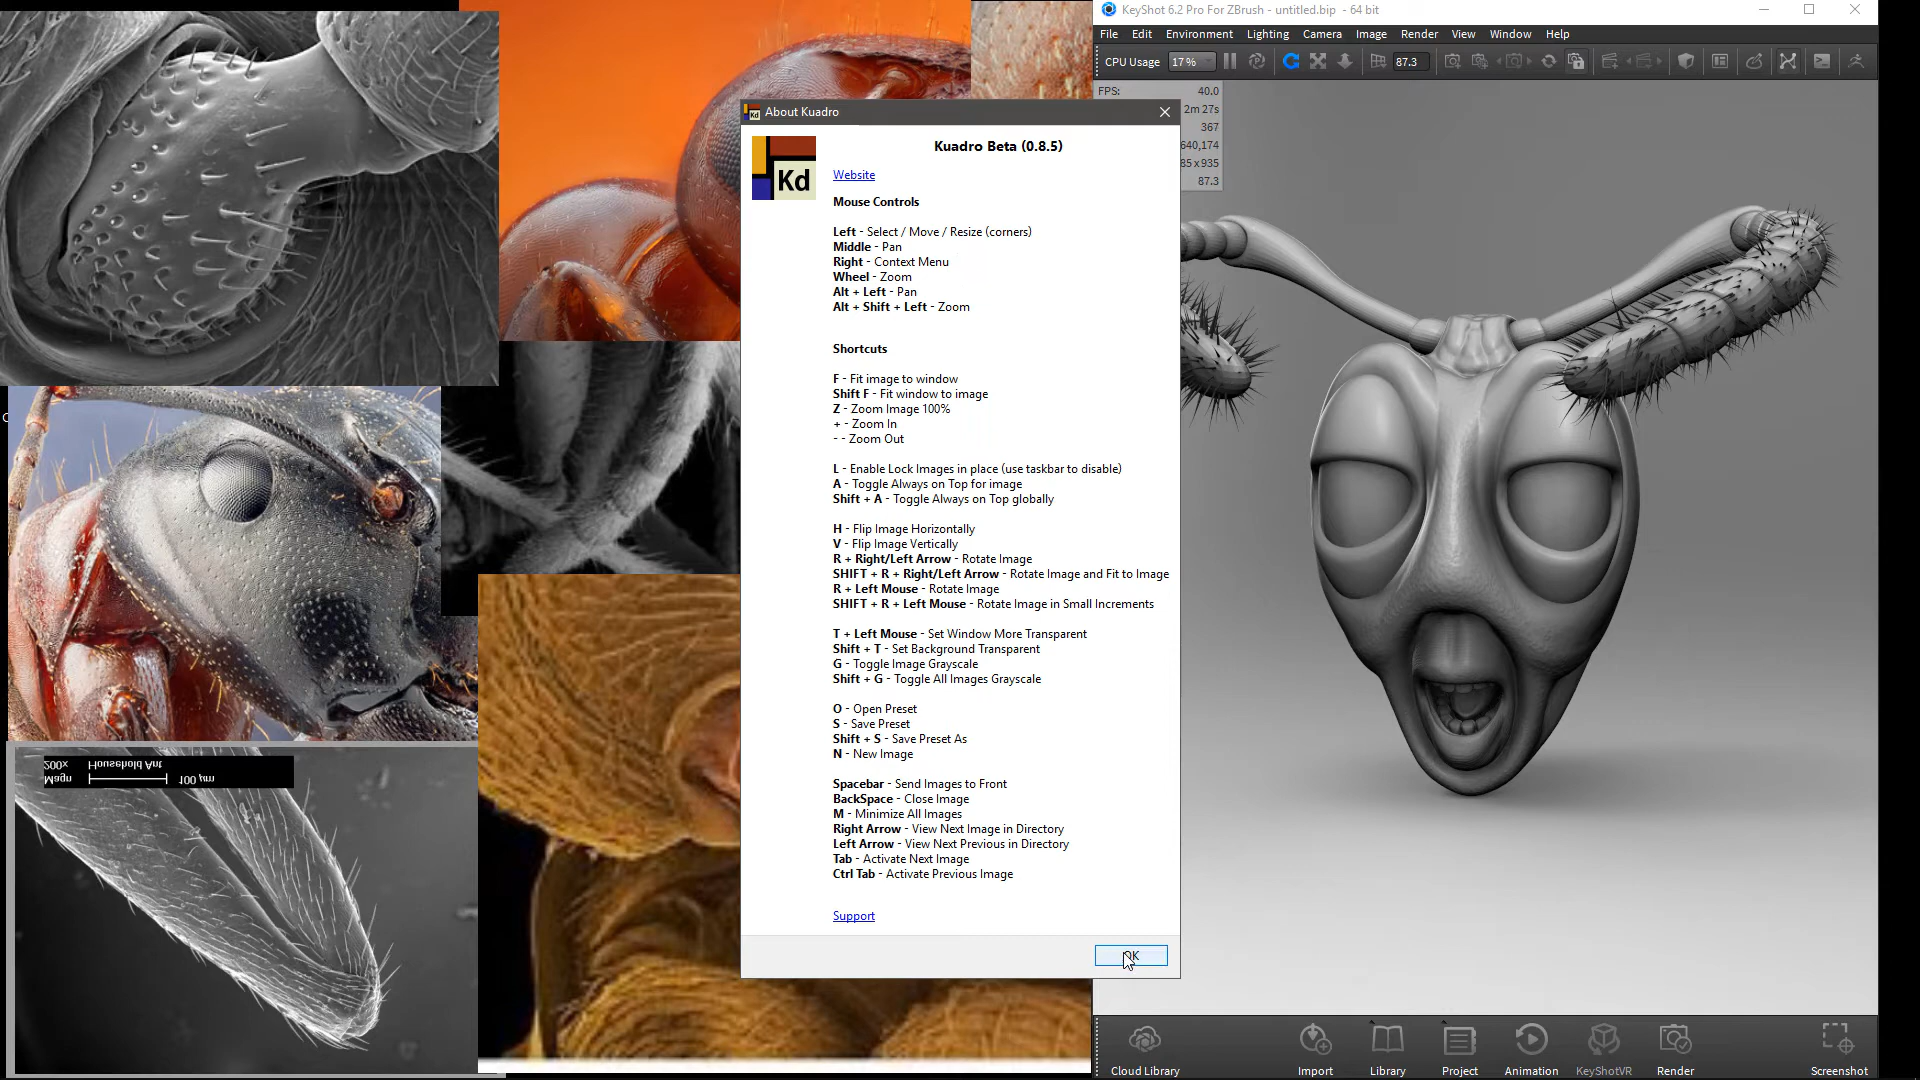 KeyShot 6.2 Pro For ZBrush - untitled.bip - 64 bit
File Edit Environment Lighting Camera Image Render View Window Help
CPU Usage 17% 87.3
FPS: 40.0
2m 27s
367
640,174
85 x 935
87.3
About Kuadro
Kd
Kuadro Beta (0.8.5)
Website
Mouse Controls
Left - Select / Move / Resize (corners)
Middle - Pan
Right - Context Menu
Wheel - Zoom
Alt + Left - Pan
Alt + Shift + Left - Zoom
Shortcuts
F - Fit image to window
Shift F - Fit window to image
Z - Zoom Image 100%
+ - Zoom In
- - Zoom Out
L - Enable Lock Images in place (use taskbar to disable)
A - Toggle Always on Top for image
Shift + A - Toggle Always on Top globally
H - Flip Image Horizontally
V - Flip Image Vertically
R + Right/Left Arrow - Rotate Image
SHIFT + R + Right/Left Arrow - Rotate Image and Fit to Image
R + Left Mouse - Rotate Image
SHIFT + R + Left Mouse - Rotate Image in Small Increments
T + Left Mouse - Set Window More Transparent
Shift + T - Set Background Transparent
G - Toggle Image Grayscale
Shift + G - Toggle All Images Grayscale
O - Open Preset
S - Save Preset
Shift + S - Save Preset As
N - New Image
Spacebar - Send Images to Front
BackSpace - Close Image
M - Minimize All Images
Right Arrow - View Next Image in Directory
Left Arrow - View Next Previous in Directory
Tab - Activate Next Image
Ctrl Tab - Activate Previous Image
Support
OK
200x Household Ant
Magn 100 µm
Cloud Library Import Library Project Animation KeyShotVR Render Screenshot